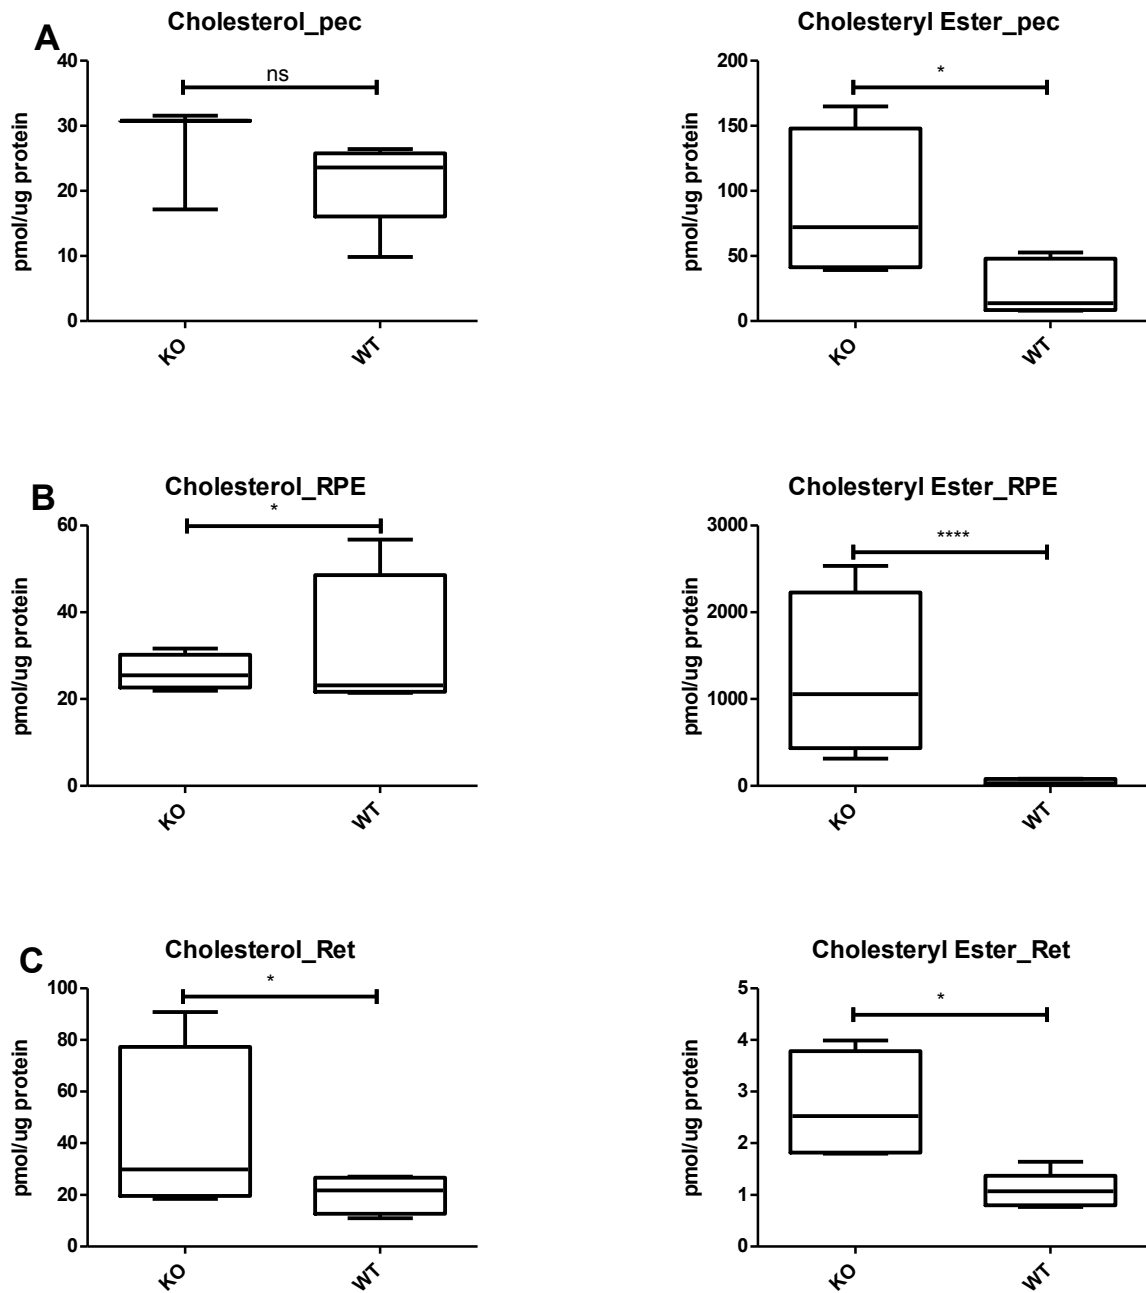 A
Cholesterol_pec
pmol/ug protein
40
30
20
10
0
ns
KO
WT
Cholesteryl Ester_pec
pmol/ug protein
200
150
100
50
0
*
KO
WT
B
Cholesterol_RPE
pmol/ug protein
60
40
20
0
*
KO
WT
Cholesteryl Ester_RPE
pmol/ug protein
3000
2000
1000
0
****
KO
WT
C
Cholesterol_Ret
pmol/ug protein
100
80
60
40
20
0
*
KO
WT
Cholesteryl Ester_Ret
pmol/ug protein
5
4
3
2
1
0
*
KO
WT